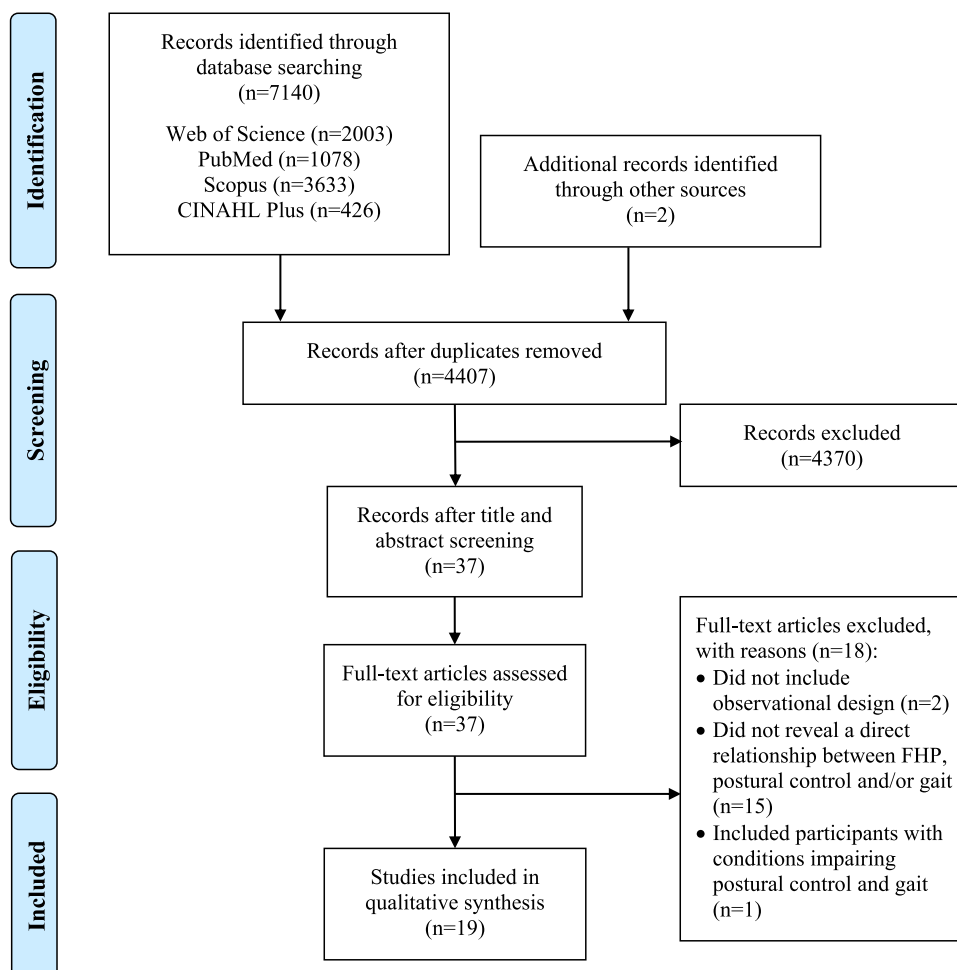 Identification
Records identified through
database searching
(n=7140)
Web of Science (n=2003)
PubMed (n=1078)
Scopus (n=3633)
CINAHL Plus (n=426)
Additional records identified
through other sources
(n=2)
Screening
Records after duplicates removed
(n=4407)
Records excluded
(n=4370)
Records after title and
abstract screening
(n=37)
Eligibility
Full-text articles assessed
for eligibility
(n=37)
Full-text articles excluded,
with reasons (n=18):
• Did not include
observational design (n=2)
• Did not reveal a direct
relationship between FHP,
postural control and/or gait
(n=15)
• Included participants with
conditions impairing
postural control and gait
(n=1)
Included
Studies included in
qualitative synthesis
(n=19)